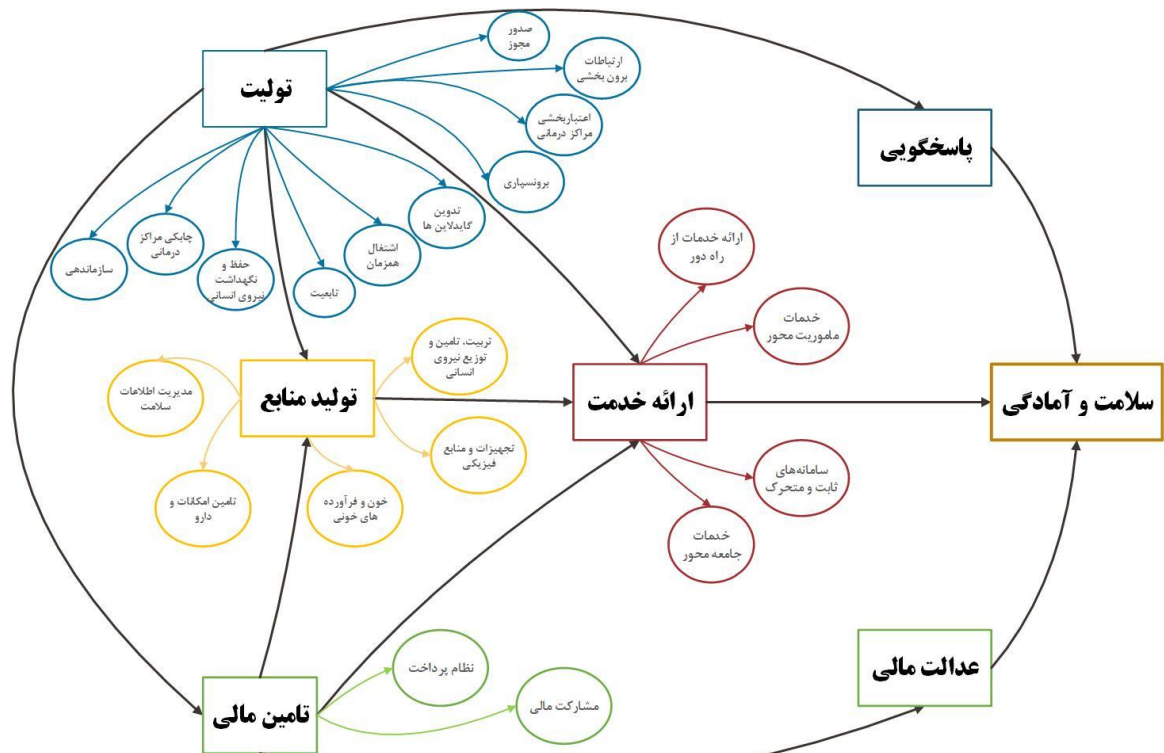 صدور
مجوز
ارتباطات
برون بخشی
تولیت
اعتباربخشی
مراکز درمانی
پاسخگویی
برونسپاری
تدوین
گایدلاین ها
اشتغال
همزمان
تابعیت
حفظ و
نگهداشت
نیروی انسانی
چابکی مراکز
درمانی
سازماندهی
ارائه خدمات از
راه دور
خدمات
ماموریت محور
تربیت، تامین و
توزیع نیروی
انسانی
مدیریت اطلاعات
سلامت
تولید منابع
ارائه خدمت
سلامت و آمادگی
تجهیزات و منابع
فیزیکی
خون و فرآورده
های خونی
تامین امکانات و
دارو
سامانه‌های
ثابت و متحرک
خدمات
جامعه محور
نظام پرداخت
عدالت مالی
تامین مالی
مشارکت مالی